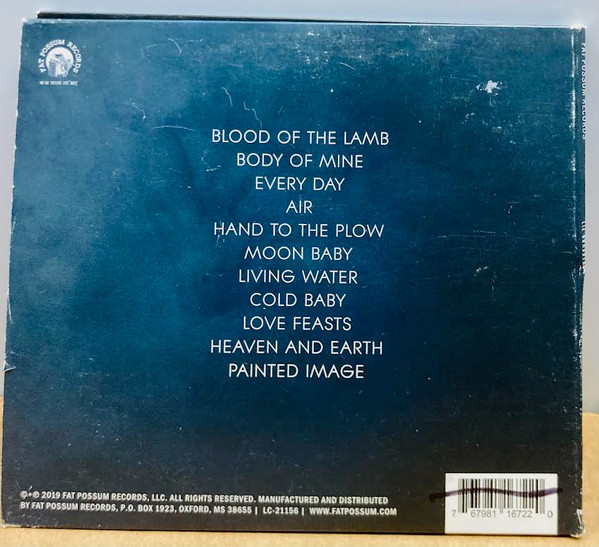 FAT POSSUM RECORDS
BLOOD OF THE LAMB
BODY OF MINE
EVERY DAY
AIR
HAND TO THE PLOW
MOON BABY
LIVING WATER
COLD BABY
LOVE FEASTS
HEAVEN AND EARTH
PAINTED IMAGE
©+℗ 2019 FAT POSSUM RECORDS, LLC. ALL RIGHTS RESERVED. MANUFACTURED AND DISTRIBUTED
BY FAT POSSUM RECORDS, P.O. BOX 1923, OXFORD, MS 38655 | LC-21156 | WWW.FATPOSSUM.COM
7 67981 16722 0
FAT POSSUM RECORDS